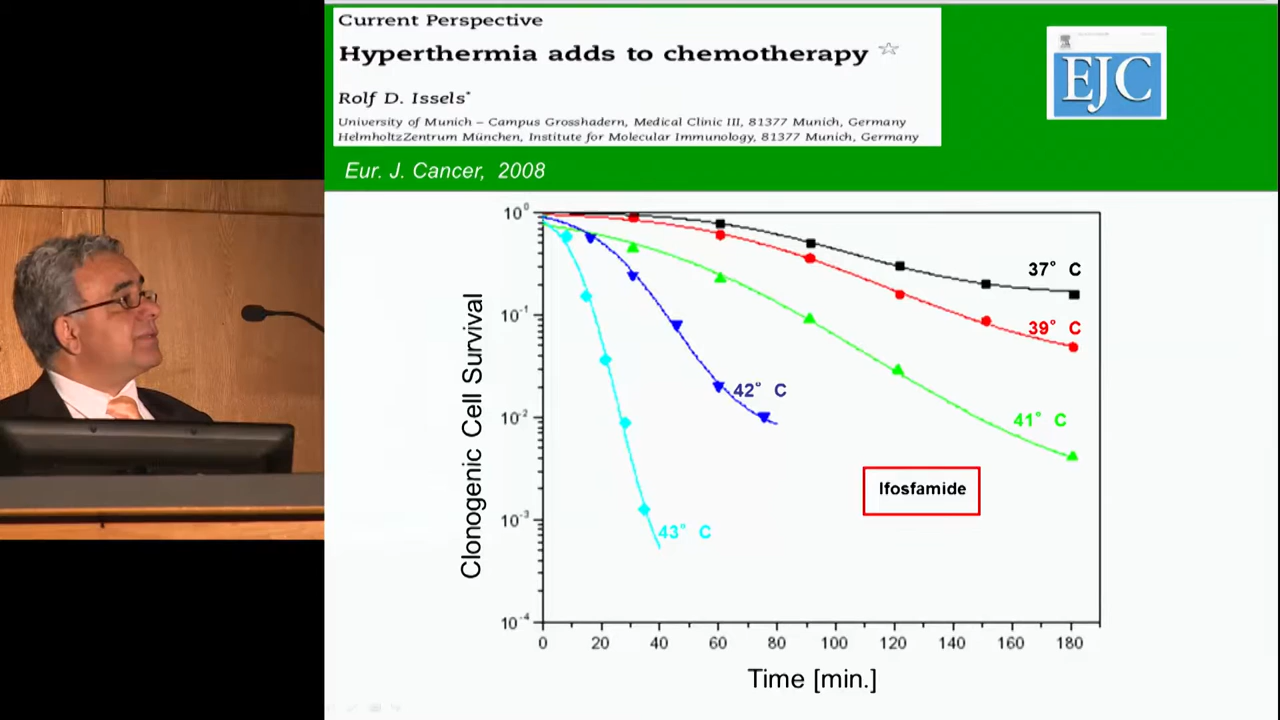 Current Perspective
Hyperthermia adds to chemotherapy ☆
Rolf D. Issels*
University of Munich – Campus Grosshadern, Medical Clinic III, 81377 Munich, Germany
HelmholtzZentrum München, Institute for Molecular Immunology, 81377 Munich, Germany
EJC
Eur. J. Cancer, 2008
Clonogenic Cell Survival
10⁰
10⁻¹
10⁻²
10⁻³
10⁻⁴
37° C
39° C
42° C
41° C
Ifosfamide
43° C
0 20 40 60 80 100 120 140 160 180
Time [min.]